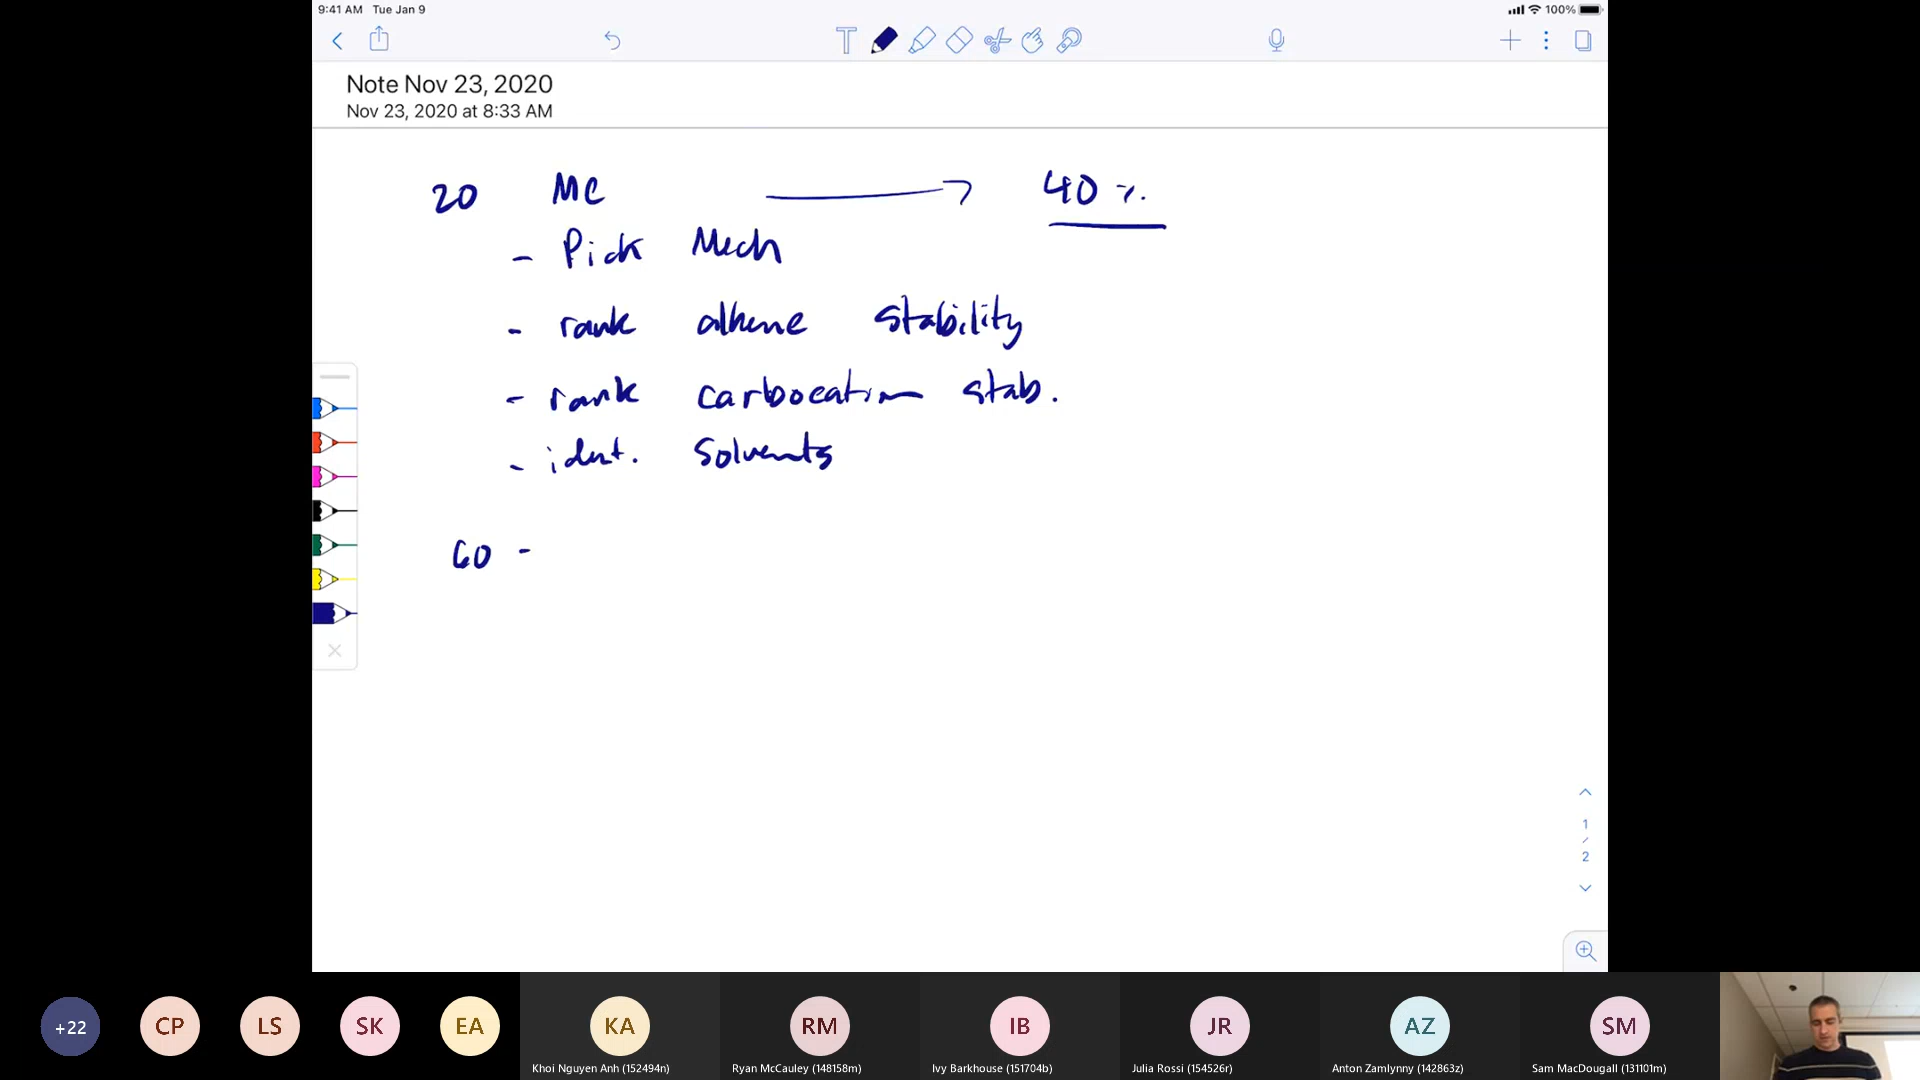 9:41 AM Tue Jan 9 100%
Note Nov 23, 2020
Nov 23, 2020 at 8:33 AM
20 MC → 40 %
- Pick Mech
- rank alkene stability
- rank carbocation stab.
- ident. Solvents
60 -
1
/
2
+22 CP LS SK EA KA RM IB JR AZ SM
Khoi Nguyen Anh (152494n) Ryan McCauley (148158m) Ivy Barkhouse (151704b) Julia Rossi (154526r) Anton Zamlynny (142863z) Sam MacDougall (131101m)